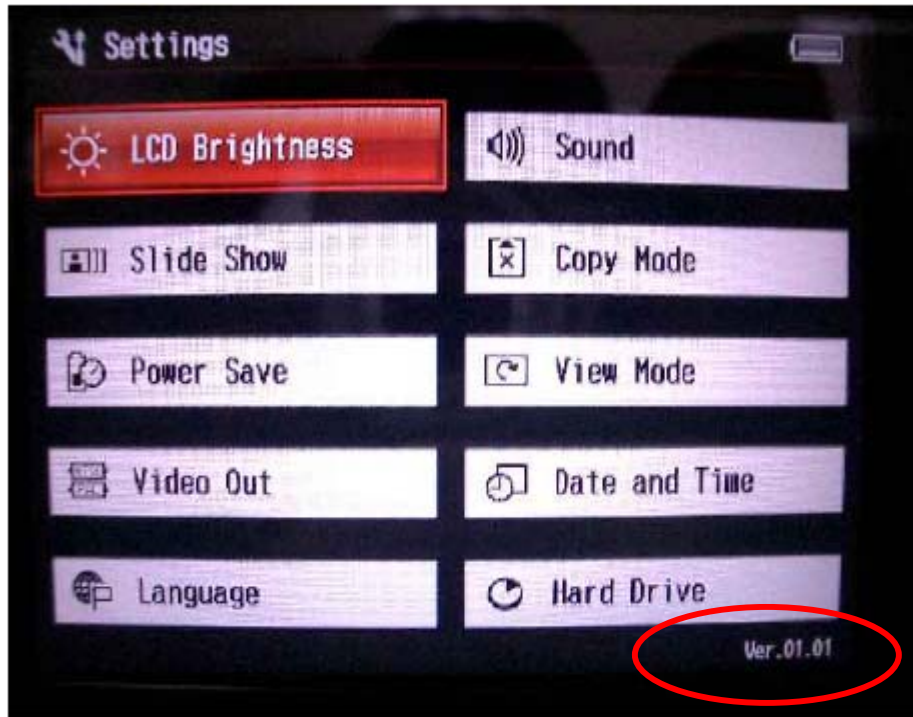 Settings
LCD Brightness
Sound
Slide Show
Copy Mode
Power Save
View Mode
Video Out
Date and Time
Language
Hard Drive
Ver.01.01